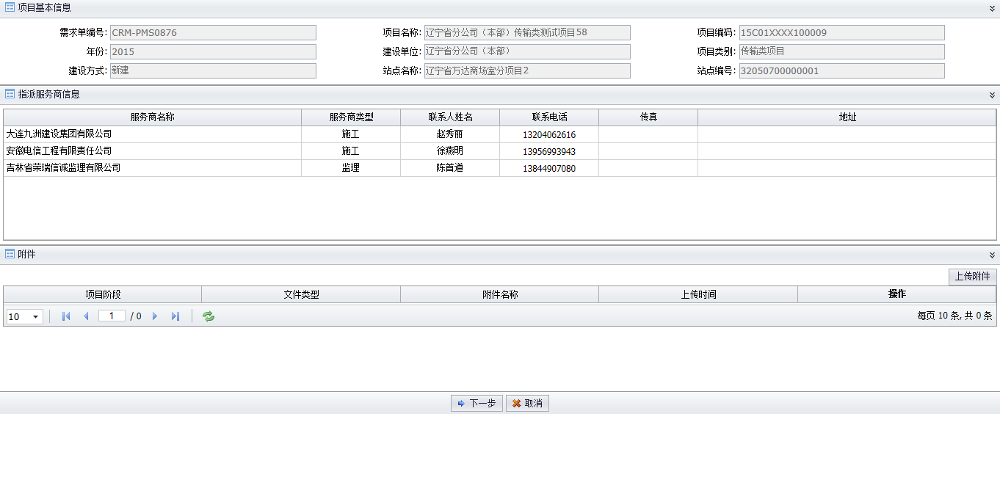 项目基本信息
需求单编号: CRM-PMS0876 项目名称: 辽宁省分公司（本部）传输类测试项目58 项目编码: 15C01XXXX100009
年份: 2015 建设单位: 辽宁省分公司（本部） 项目类别: 传输类项目
建设方式: 新建 站点名称: 辽宁省万达商场室分项目2 站点编号: 32050700000001
指派服务商信息
服务商名称 服务商类型 联系人姓名 联系电话 传真 地址
大连九洲建设集团有限公司 施工 赵秀丽 13204062616
安徽电信工程有限责任公司 施工 徐燕明 13956993943
吉林省荣瑞信诚监理有限公司 监理 陈首道 13844907080
附件
上传附件
项目阶段 文件类型 附件名称 上传时间 操作
10 1 / 0 每页 10 条, 共 0 条
下一步 取消